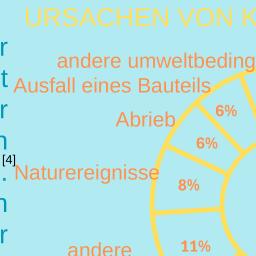 URSACHEN VON K
andere umweltbeding
Ausfall eines Bauteils
6%
Abrieb
6%
[4]
Naturereignisse
8%
andere
11%
r
t
r
n
.
n
r